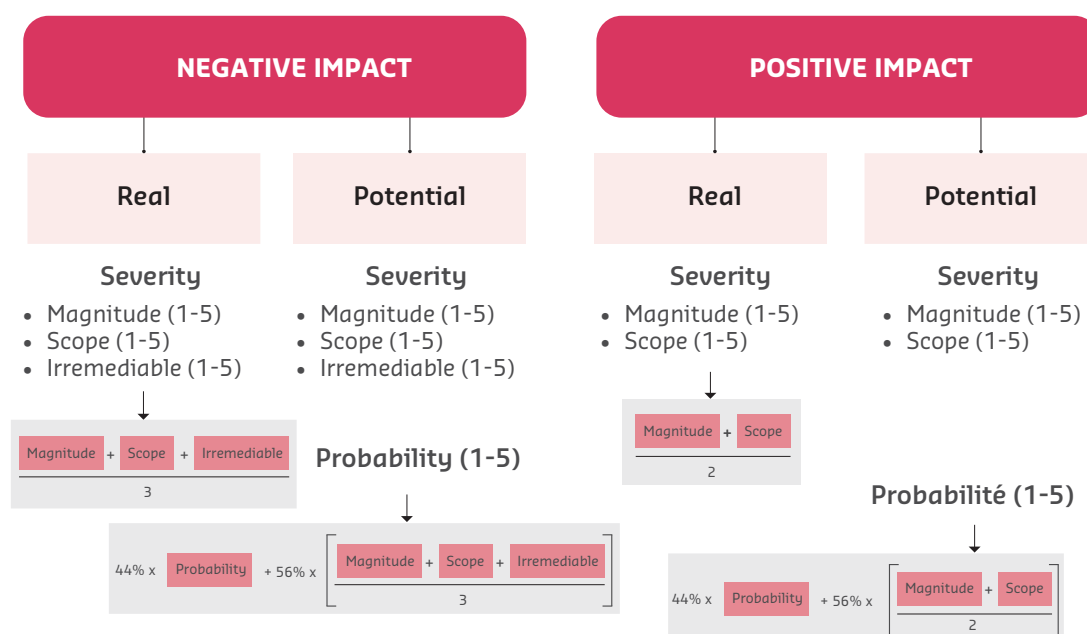 NEGATIVE IMPACT
Real
Severity
• Magnitude (1-5)
• Scope (1-5)
• Irremediable (1-5)
Magnitude + Scope + Irremediable
3
Potential
Severity
• Magnitude (1-5)
• Scope (1-5)
• Irremediable (1-5)
Probability (1-5)
44% x Probability + 56% x [ Magnitude + Scope + Irremediable ]
3
POSITIVE IMPACT
Real
Severity
• Magnitude (1-5)
• Scope (1-5)
Magnitude + Scope
2
Potential
Severity
• Magnitude (1-5)
• Scope (1-5)
Probabilité (1-5)
44% x Probability + 56% x [ Magnitude + Scope ]
2